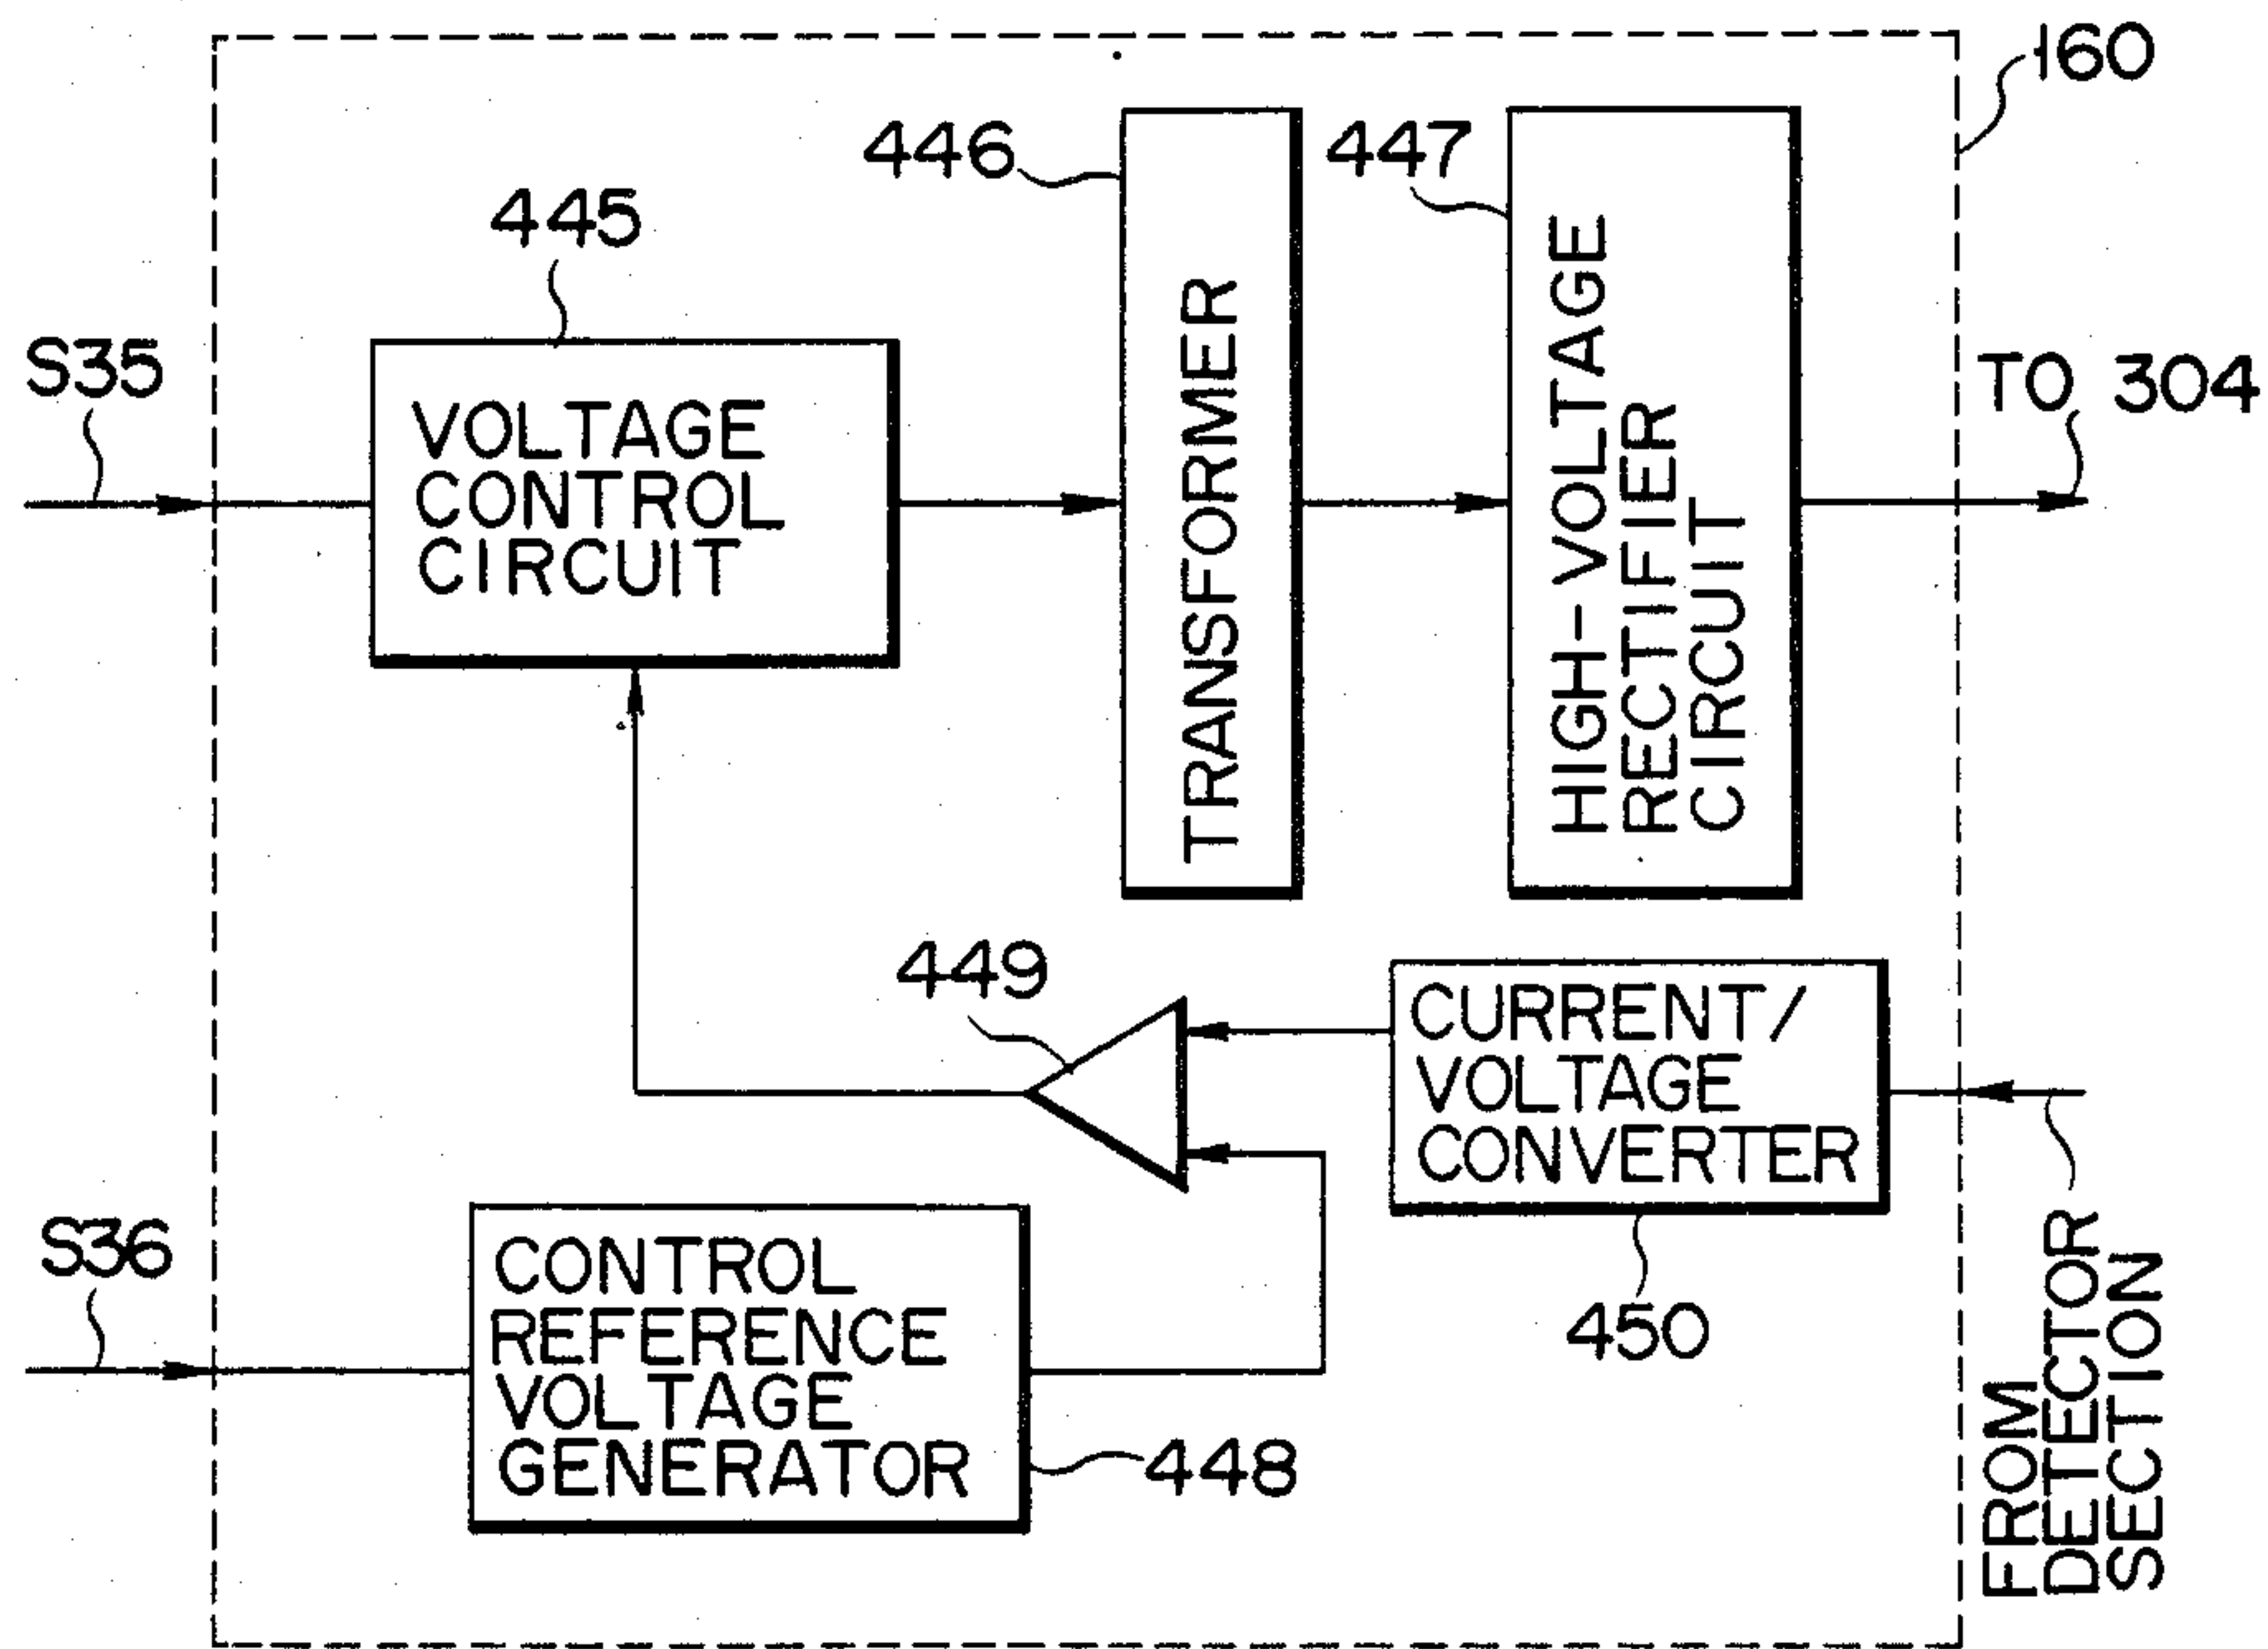 160
446
447
445
S35
TO 304
VOLTAGE
CONTROL
CIRCUIT
TRANSFORMER
HIGH-VOLTAGE
RECTIFIER
CIRCUIT
449
CURRENT/
VOLTAGE
CONVERTER
S36
CONTROL
REFERENCE
VOLTAGE
GENERATOR
450
448
FROM
DETECTOR
SECTION